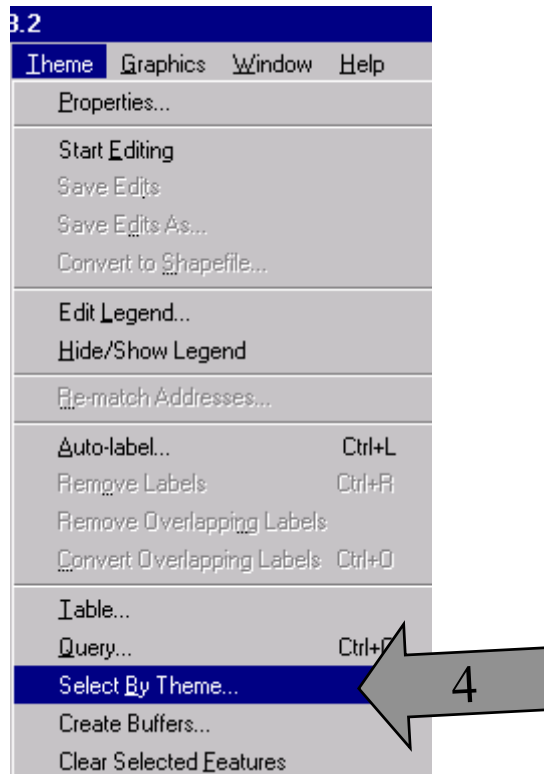 3.2
Theme Graphics Window Help
Properties...
Start Editing
Save Edits
Save Edits As...
Convert to Shapefile...
Edit Legend...
Hide/Show Legend
Re-match Addresses...
Auto-label... Ctrl+L
Remove Labels Ctrl+R
Remove Overlapping Labels
Convert Overlapping Labels Ctrl+O
Table...
Query...
Select By Theme...
4
Create Buffers...
Clear Selected Features